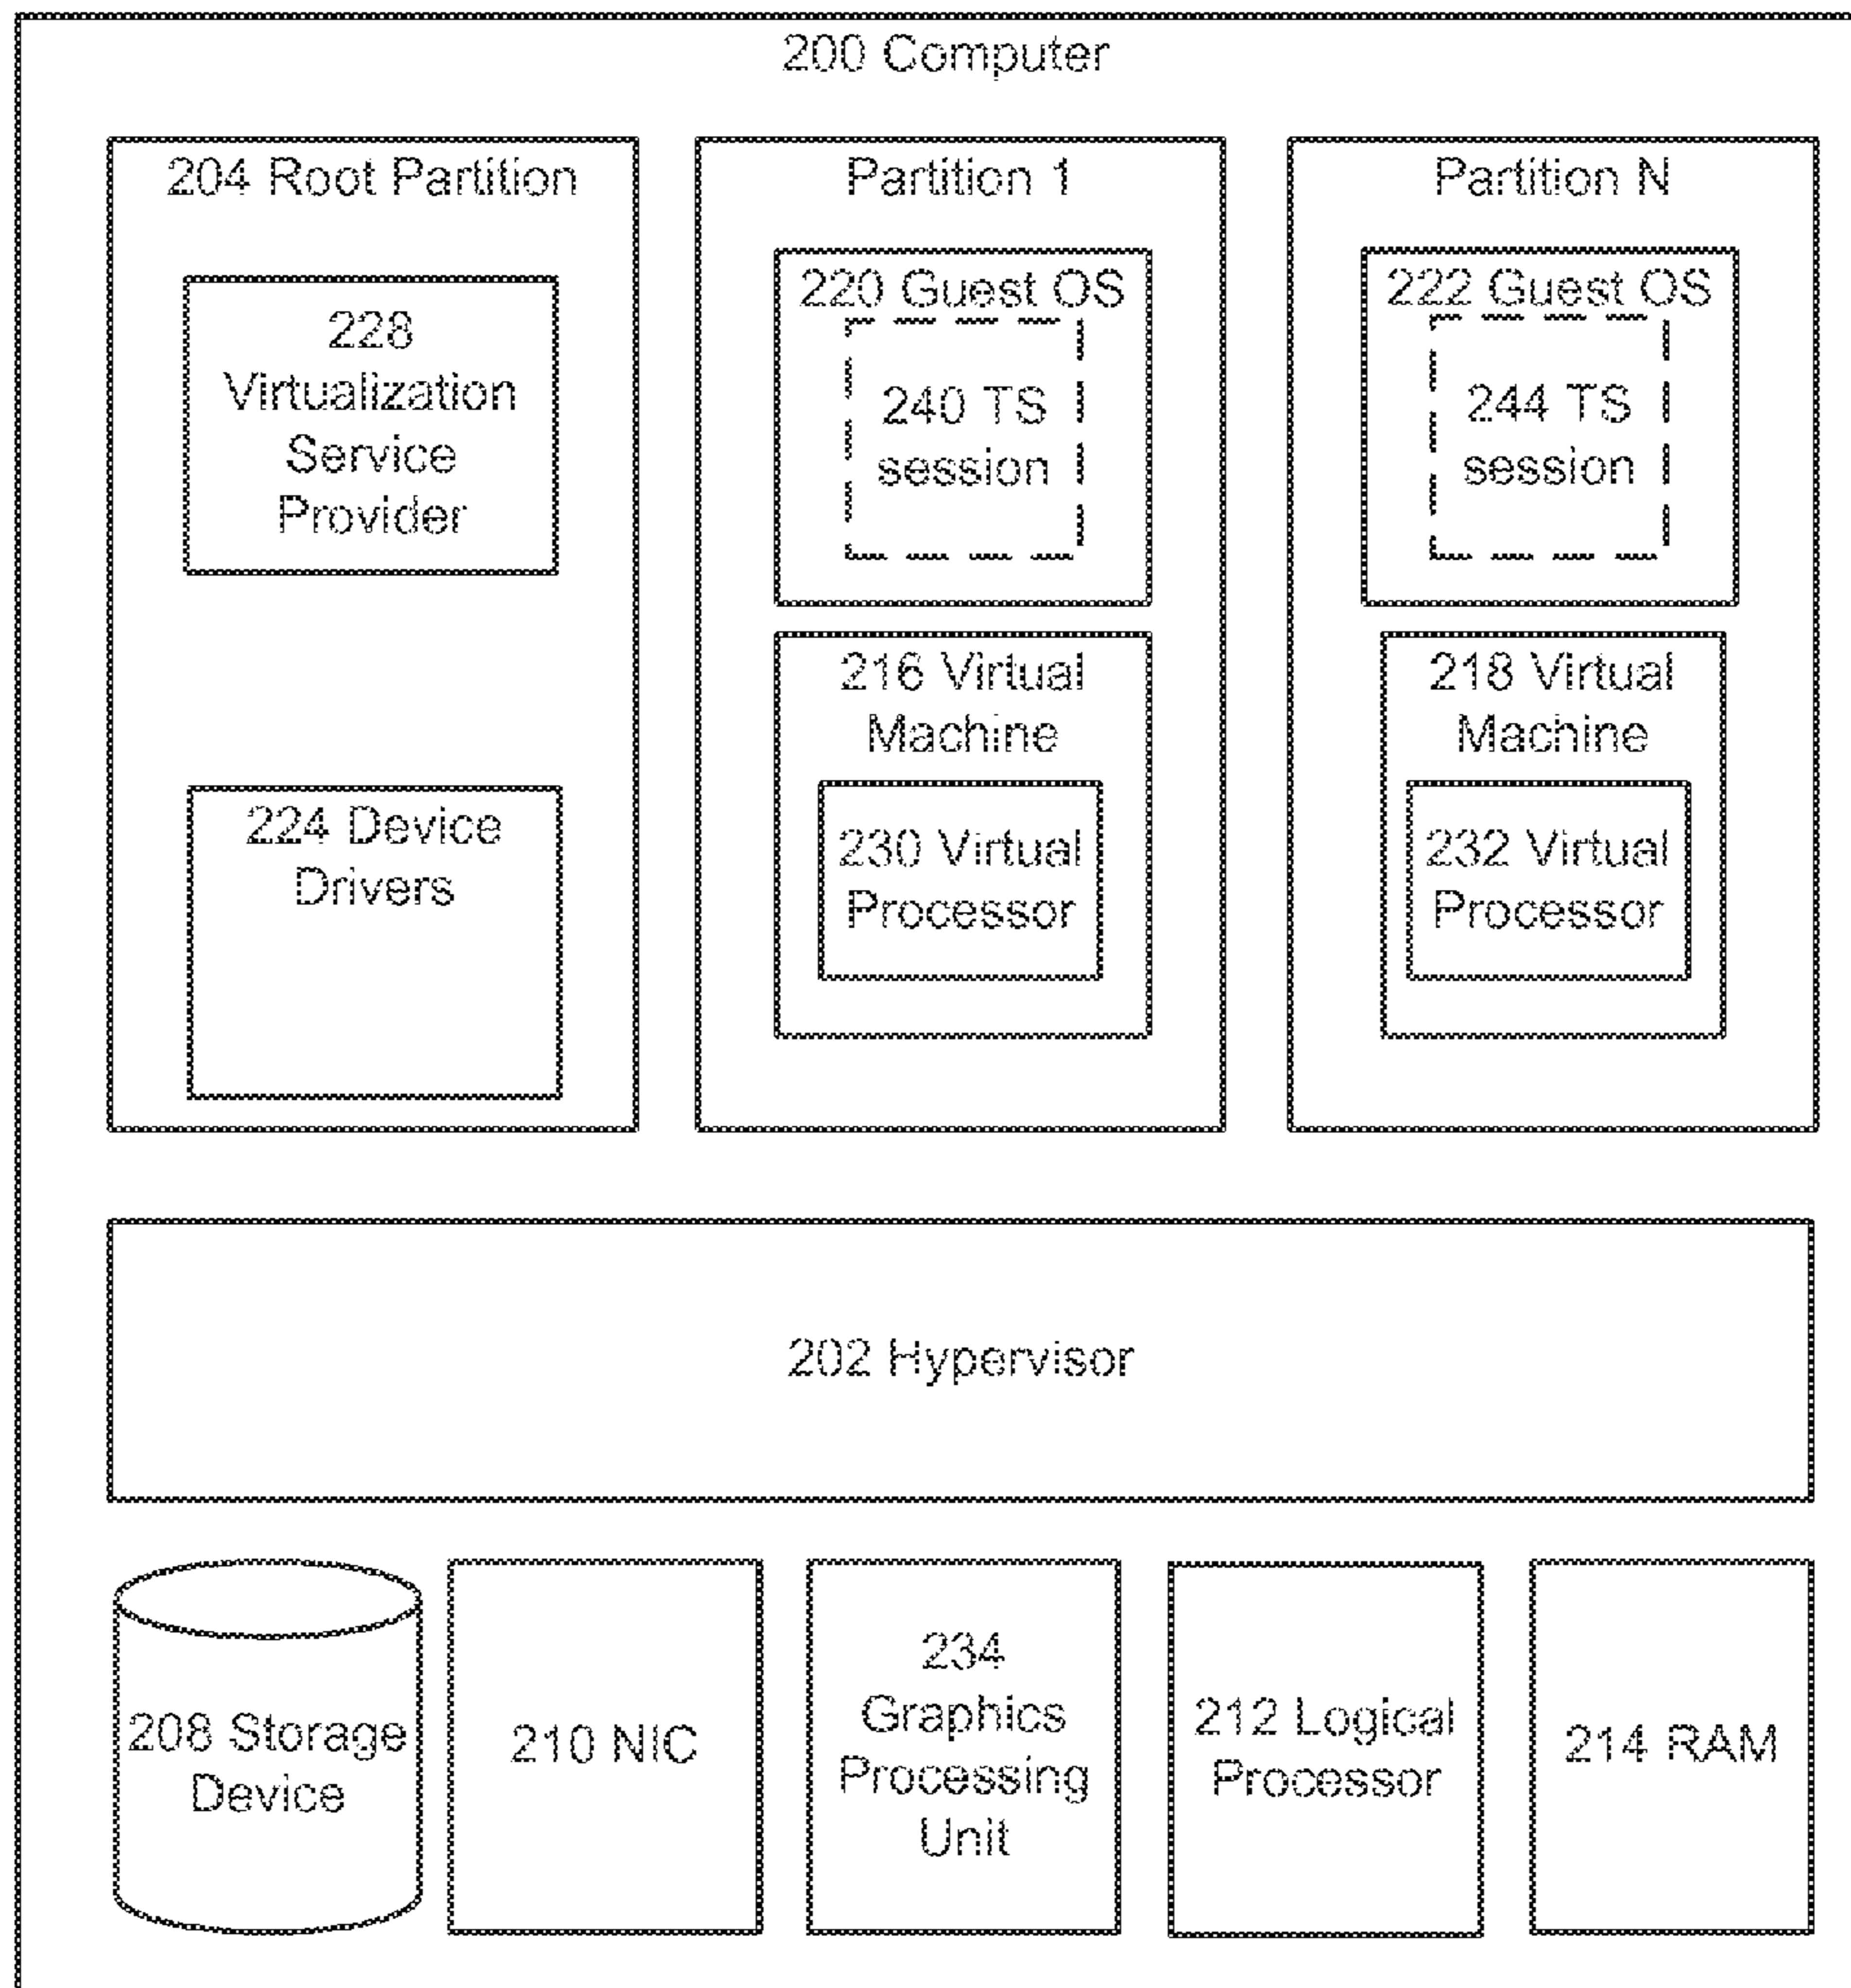 200 Computer
204 Root Partition
228
Virtualization
Service
Provider
224 Device
Drivers
Partition 1
220 Guest OS
240 TS
session
216 Virtual
Machine
230 Virtual
Processor
Partition N
222 Guest OS
244 TS
session
218 Virtual
Machine
232 Virtual
Processor
202 Hypervisor
208 Storage
Device
210 NIC
234
Graphics
Processing
Unit
212 Logical
Processor
214 RAM